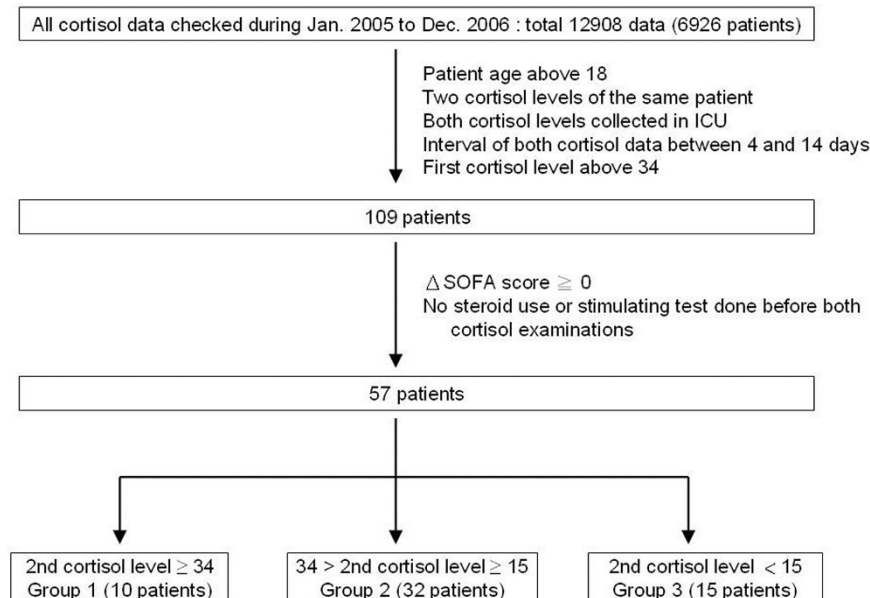 All cortisol data checked during Jan. 2005 to Dec. 2006 : total 12908 data (6926 patients)
Patient age above 18
Two cortisol levels of the same patient
Both cortisol levels collected in ICU
Interval of both cortisol data between 4 and 14 days
First cortisol level above 34
109 patients
Δ SOFA score ≧ 0
No steroid use or stimulating test done before both
cortisol examinations
57 patients
2nd cortisol level ≥ 34
Group 1 (10 patients)
34 > 2nd cortisol level ≥ 15
Group 2 (32 patients)
2nd cortisol level < 15
Group 3 (15 patients)